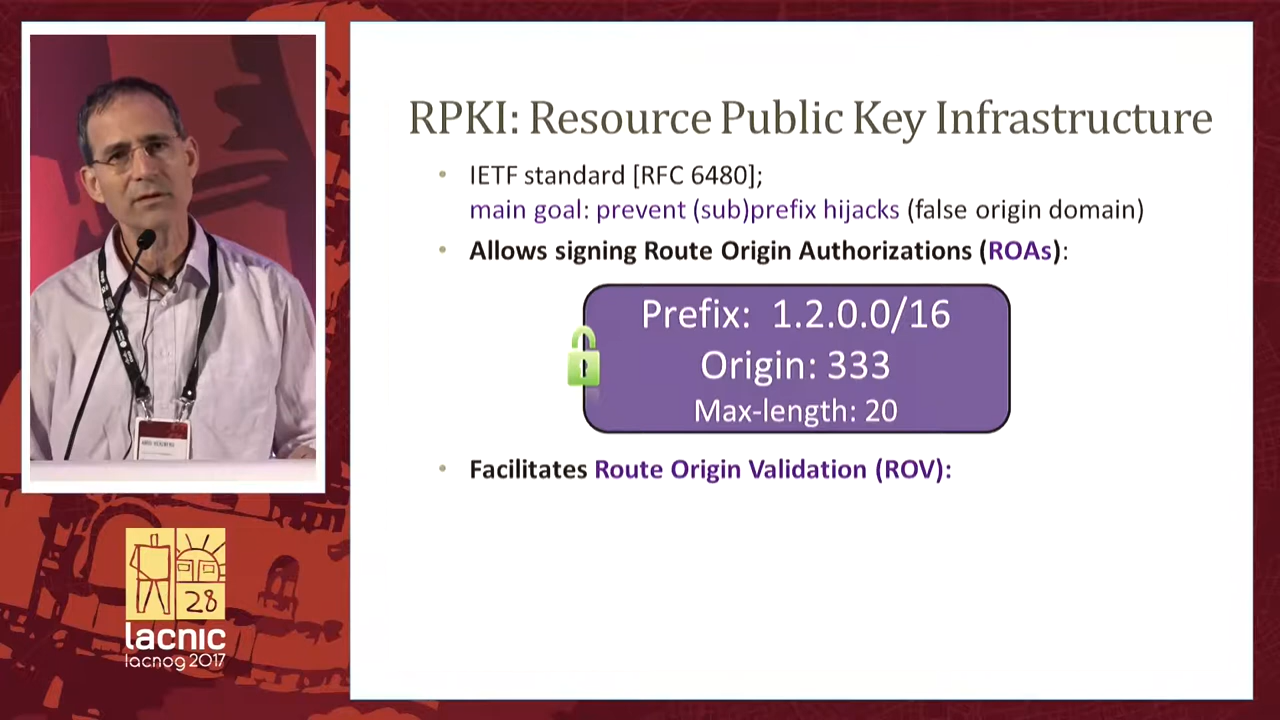 RPKI: Resource Public Key Infrastructure
• IETF standard [RFC 6480];
main goal: prevent (sub)prefix hijacks (false origin domain)
• Allows signing Route Origin Authorizations (ROAs):
Prefix: 1.2.0.0/16
Origin: 333
Max-length: 20
• Facilitates Route Origin Validation (ROV):
28
lacnic
lacnog 2017